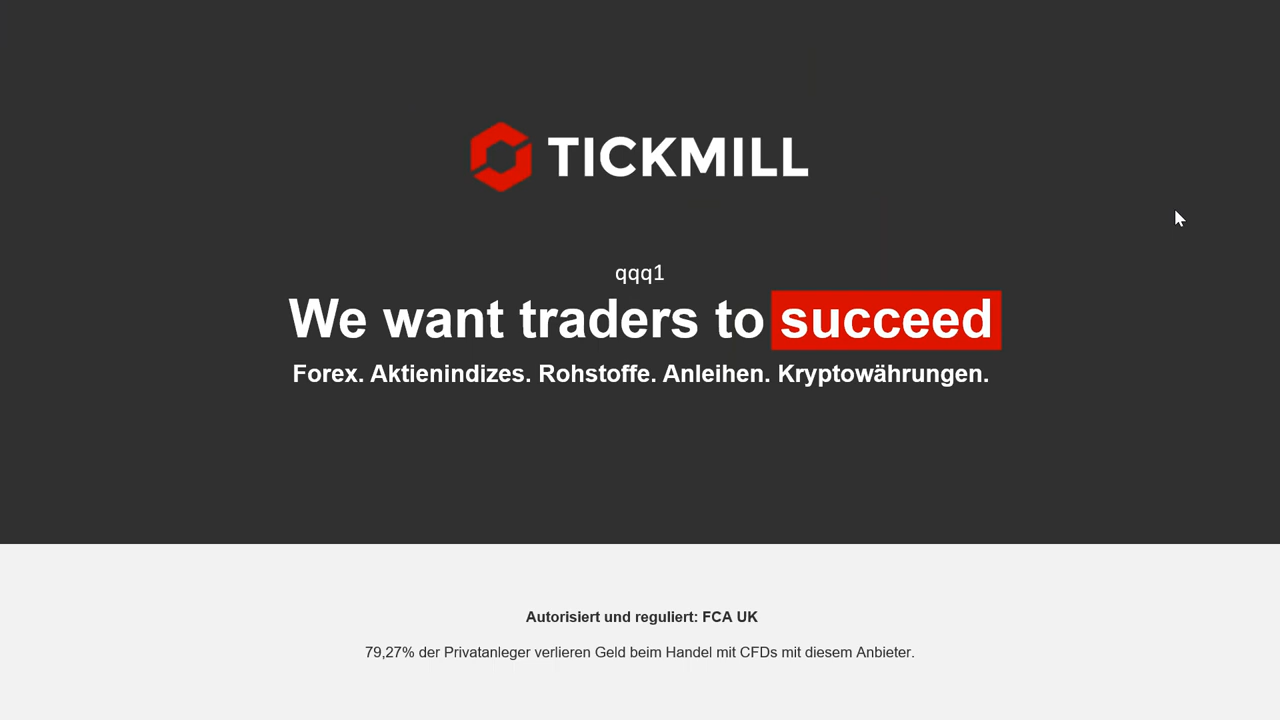 TICKMILL
qqq1
We want traders to succeed
Forex. Aktienindizes. Rohstoffe. Anleihen. Kryptowährungen.
Autorisiert und reguliert: FCA UK
79,27% der Privatanleger verlieren Geld beim Handel mit CFDs mit diesem Anbieter.